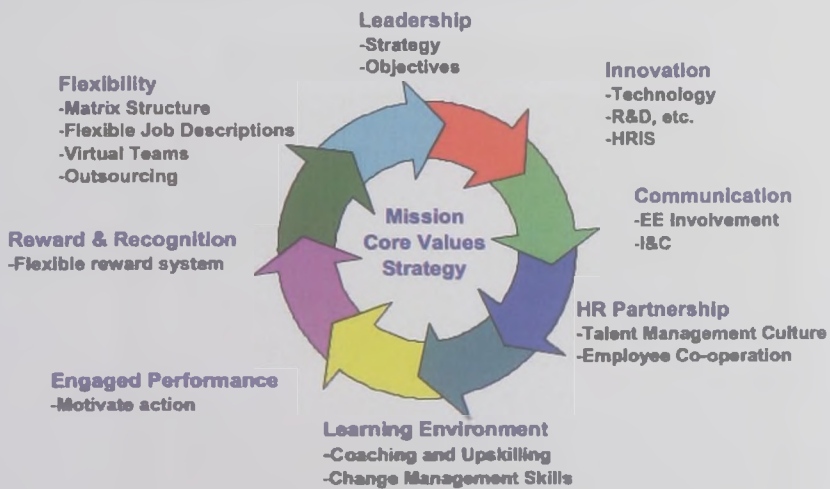 Leadership
-Strategy
-Objectives
Innovation
-Technology
-R&D, etc.
-HRIS
Communication
-EE Involvement
-I&C
HR Partnership
-Talent Management Culture
-Employee Co-operation
Learning Environment
-Coaching and Upskilling
-Change Management Skills
Engaged Performance
-Motivate action
Reward & Recognition
-Flexible reward system
Flexibility
-Matrix Structure
-Flexible Job Descriptions
-Virtual Teams
-Outsourcing
Mission
Core Values
Strategy